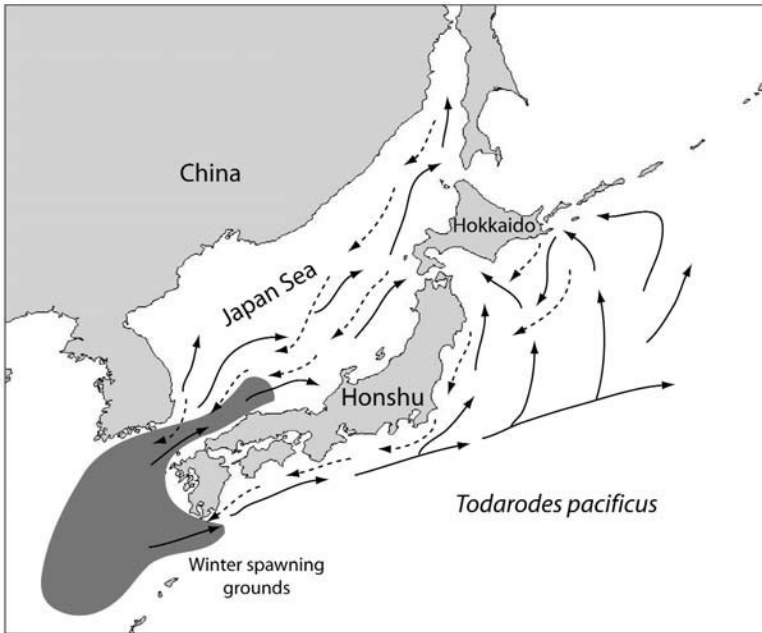 China
Hokkaido
Japan Sea
Honshu
Todarodes pacificus
Winter spawning
grounds